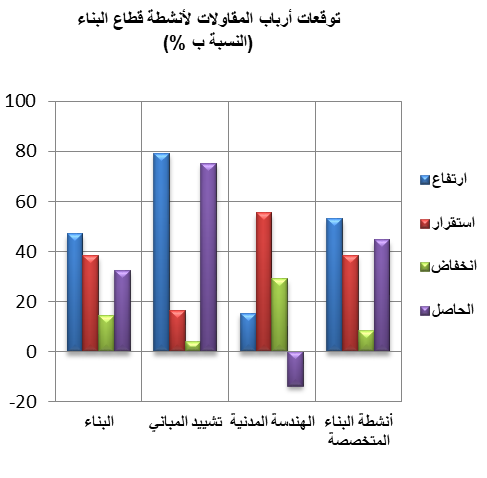 توقعات أرباب المقاولات لأنشطة قطاع البناء
(النسبة ب %)
100
80
60
40
20
0
-20
ارتفاع
استقرار
انخفاض
الحاصل
البناء
تشييد المباني
الهندسة المدنية
أنشطة البناء
المتخصصة